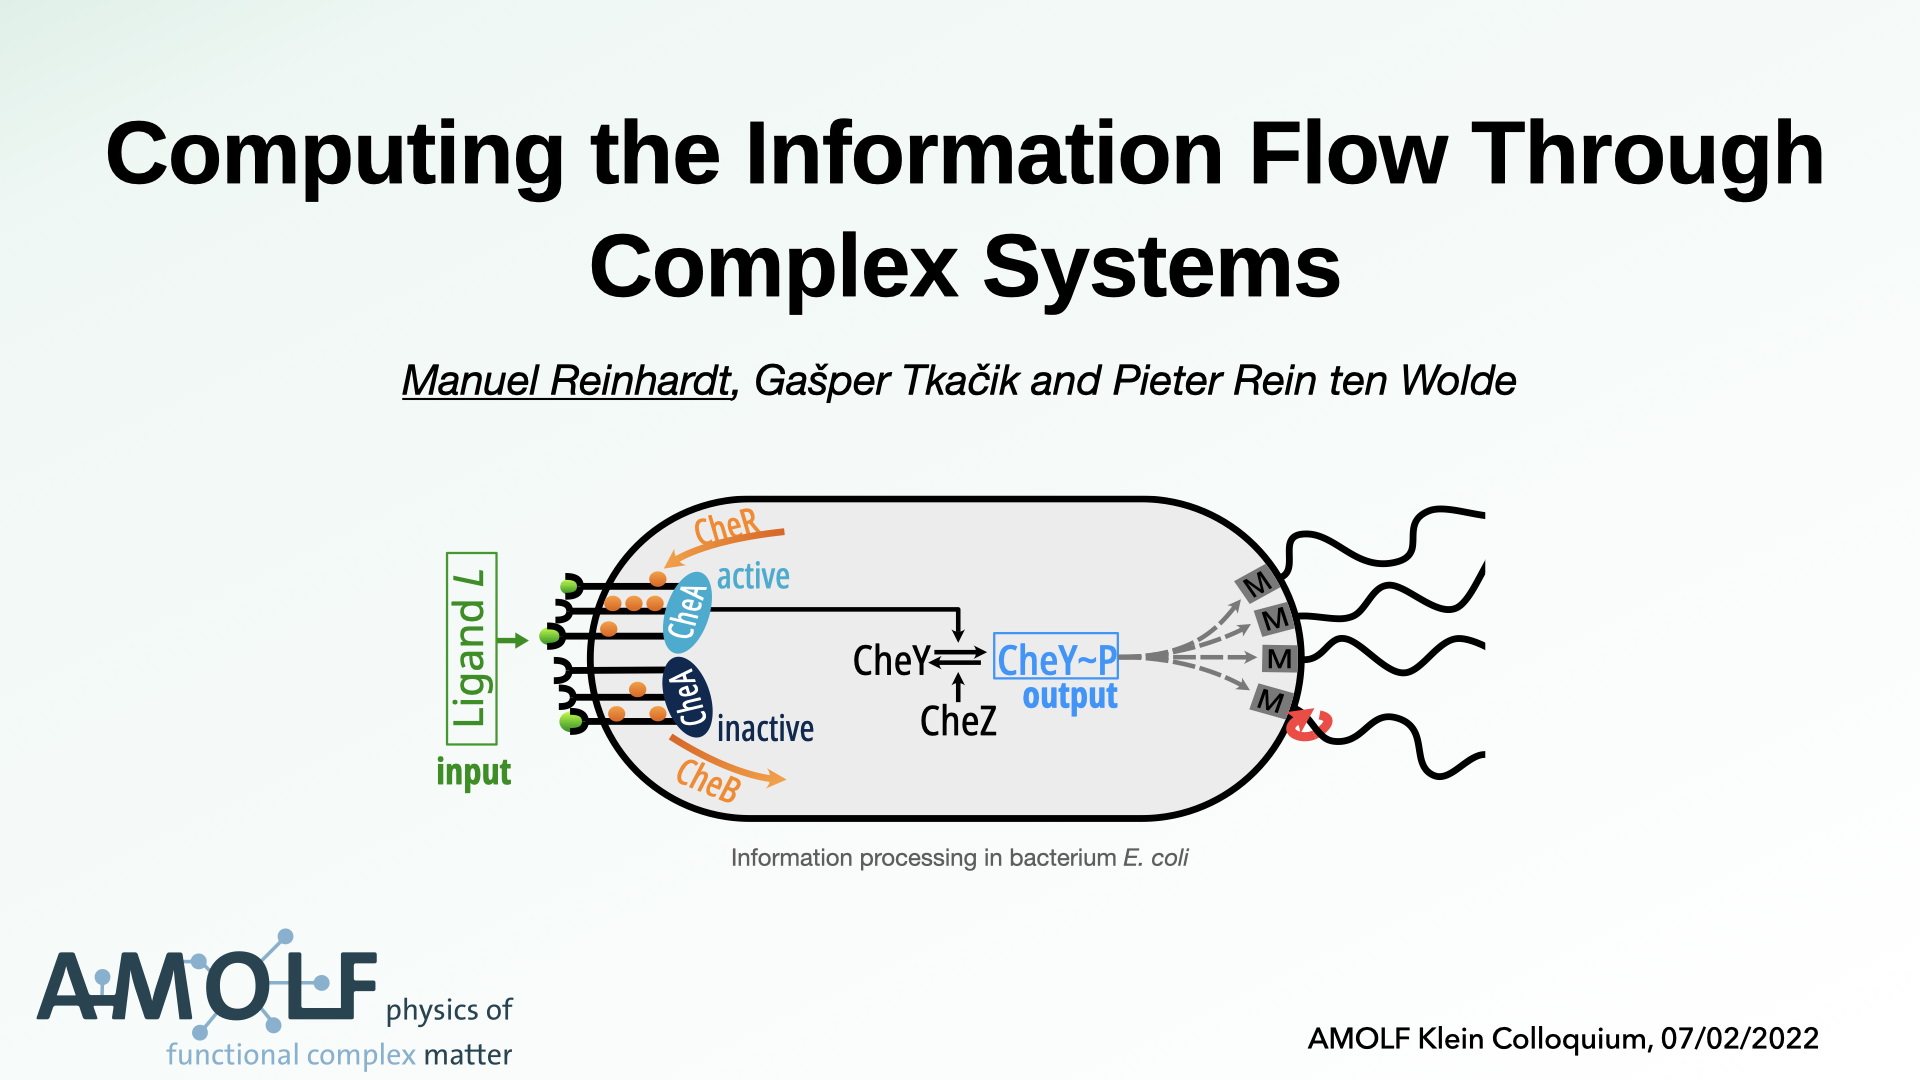 Computing the Information Flow Through
Complex Systems
Manuel Reinhardt, Gašper Tkačik and Pieter Rein ten Wolde
Ligand L
input
CheR
active
CheA
CheA
inactive
CheB
CheY
CheY~P
output
CheZ
M
M
M
M
Information processing in bacterium E. coli
AMOLF physics of
functional complex matter
AMOLF Klein Colloquium, 07/02/2022